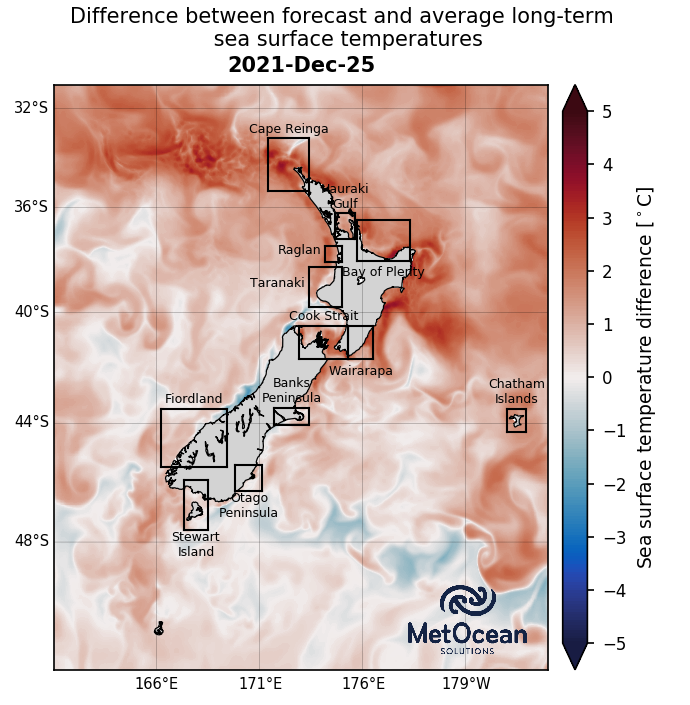 Difference between forecast and average long-term
sea surface temperatures
2021-Dec-25
32°S
36°S
40°S
44°S
48°S
Cape Reinga
Hauraki
Gulf
Raglan
Bay of Plenty
Taranaki
Cook Strait
Wairarapa
Banks
Peninsula
Fiordland
Chatham
Islands
Otago
Peninsula
Stewart
Island
MetOcean
SOLUTIONS
166°E
171°E
176°E
179°W
5
4
3
2
1
0
−1
−2
−3
−4
−5
Sea surface temperature difference [°C]